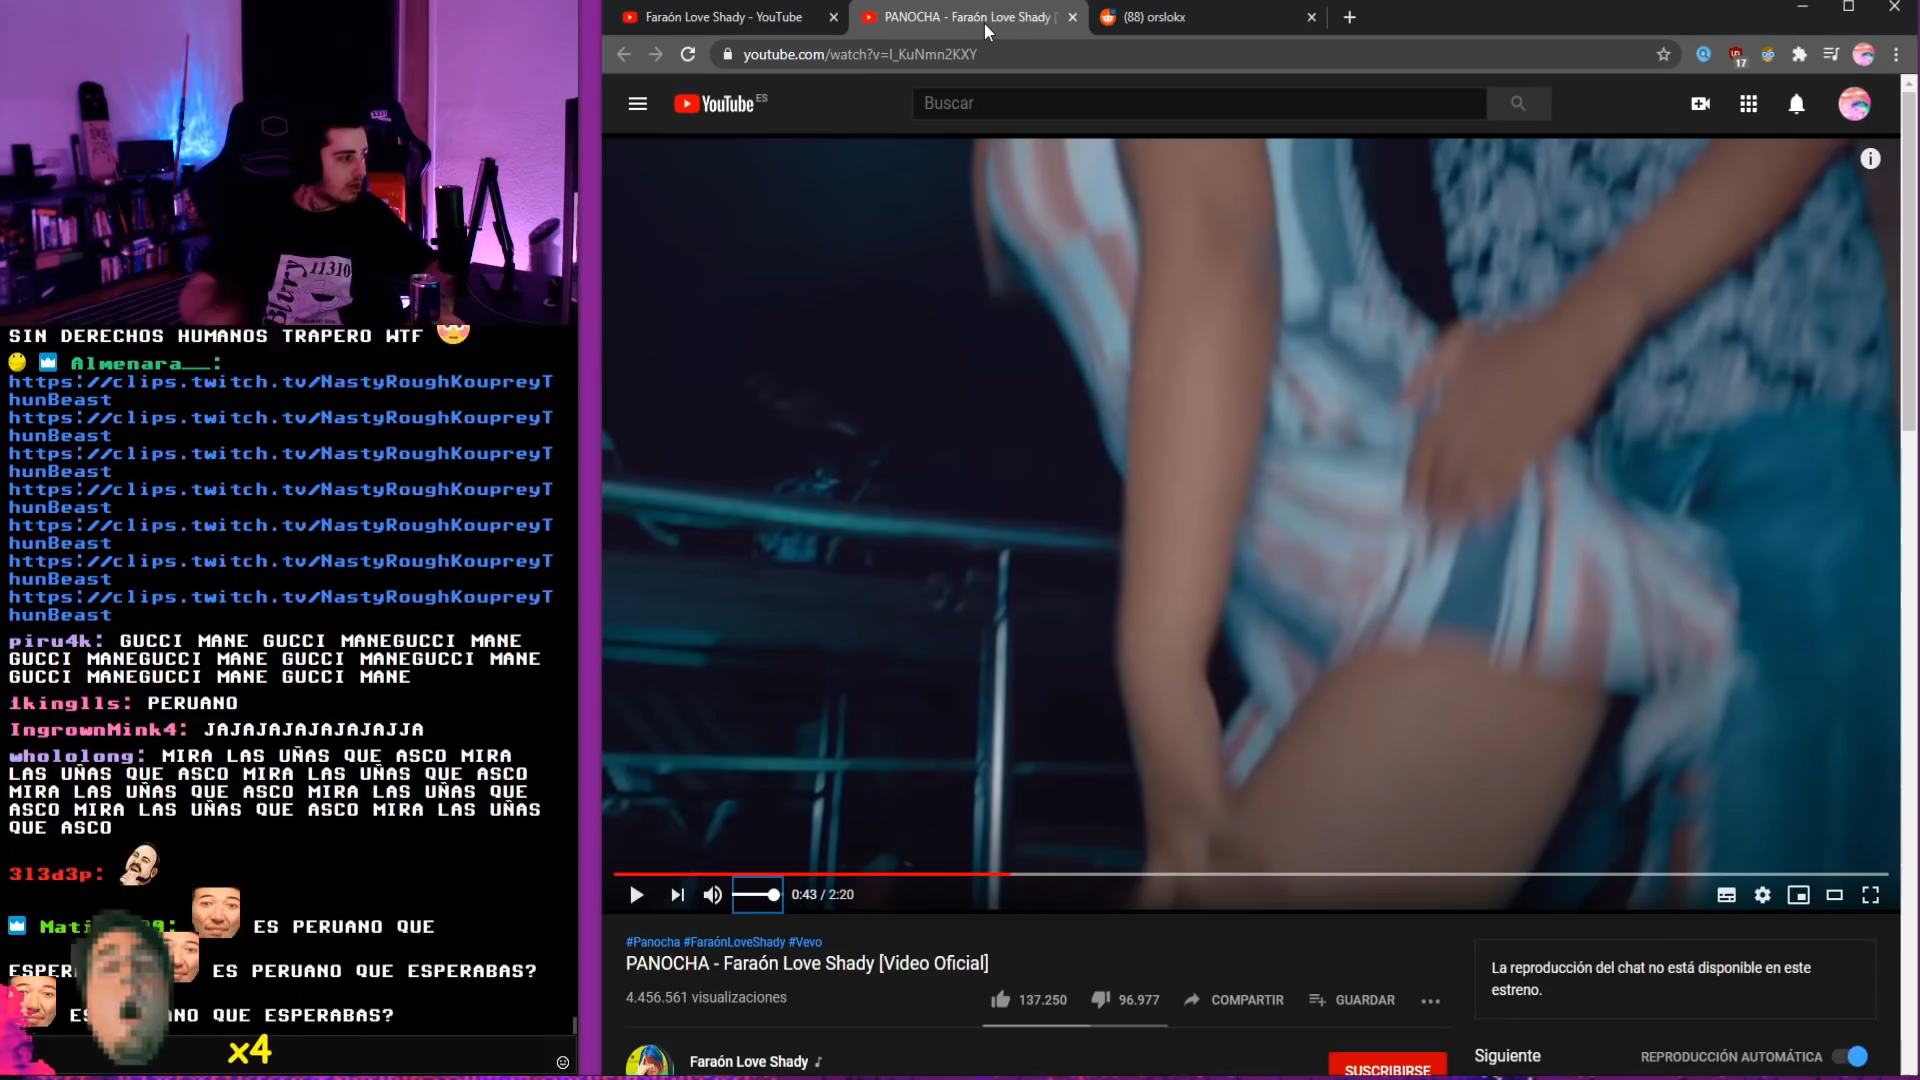 Faraón Love Shady - YouTube
PANOCHA - Faraón Love Shady [
(88) orslokx
youtube.com/watch?v=I_KuNmn2KXY
17
YouTube ES
Buscar
11310
Blvry
SIN DERECHOS HUMANOS TRAPERO WTF
Almenara__:
https://clips.twitch.tv/NastyRoughKoupreyT
hunBeast
https://clips.twitch.tv/NastyRoughKoupreyT
hunBeast
https://clips.twitch.tv/NastyRoughKoupreyT
hunBeast
https://clips.twitch.tv/NastyRoughKoupreyT
hunBeast
https://clips.twitch.tv/NastyRoughKoupreyT
hunBeast
https://clips.twitch.tv/NastyRoughKoupreyT
hunBeast
https://clips.twitch.tv/NastyRoughKoupreyT
hunBeast
piru4k: GUCCI MANE GUCCI MANEGUCCI MANE
GUCCI MANEGUCCI MANE GUCCI MANEGUCCI MANE
GUCCI MANEGUCCI MANE GUCCI MANE
1kinglls: PERUANO
IngrownMink4: JAJAJAJAJAJAJAJJA
whololong: MIRA LAS UÑAS QUE ASCO MIRA
LAS UÑAS QUE ASCO MIRA LAS UÑAS QUE ASCO
MIRA LAS UÑAS QUE ASCO MIRA LAS UÑAS QUE
ASCO MIRA LAS UÑAS QUE ASCO MIRA LAS UÑAS
QUE ASCO
3l3d3p:
ES PERUANO QUE
ES PERUANO QUE ESPERABAS?
QUE ESPERABAS?
x4
0:43 / 2:20
#Panocha #FaraónLoveShady #Vevo
PANOCHA - Faraón Love Shady [Video Oficial]
4.456.561 visualizaciones
137.250
96.977
COMPARTIR
GUARDAR
Faraón Love Shady
SUSCRIBIRSE
La reproducción del chat no está disponible en este
estreno.
Siguiente
REPRODUCCIÓN AUTOMÁTICA